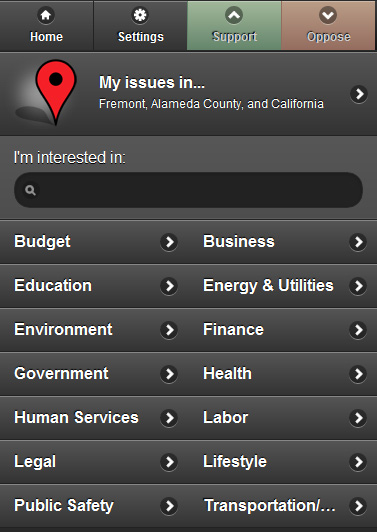 Home Settings Support Oppose
My issues in...
Fremont, Alameda County, and California
I'm interested in:
Budget Business
Education Energy & Utilities
Environment Finance
Government Health
Human Services Labor
Legal Lifestyle
Public Safety Transportation/...